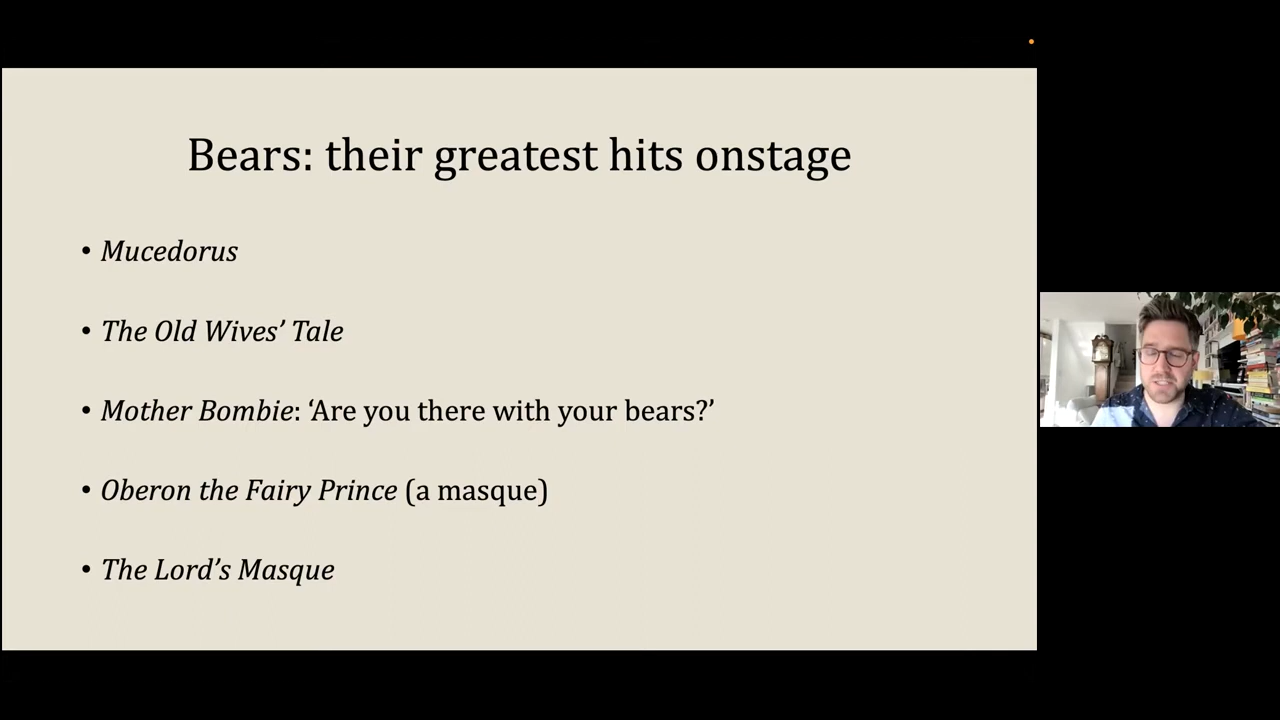 Bears: their greatest hits onstage
• Mucedorus
• The Old Wives’ Tale
• Mother Bombie: ‘Are you there with your bears?’
• Oberon the Fairy Prince (a masque)
• The Lord’s Masque